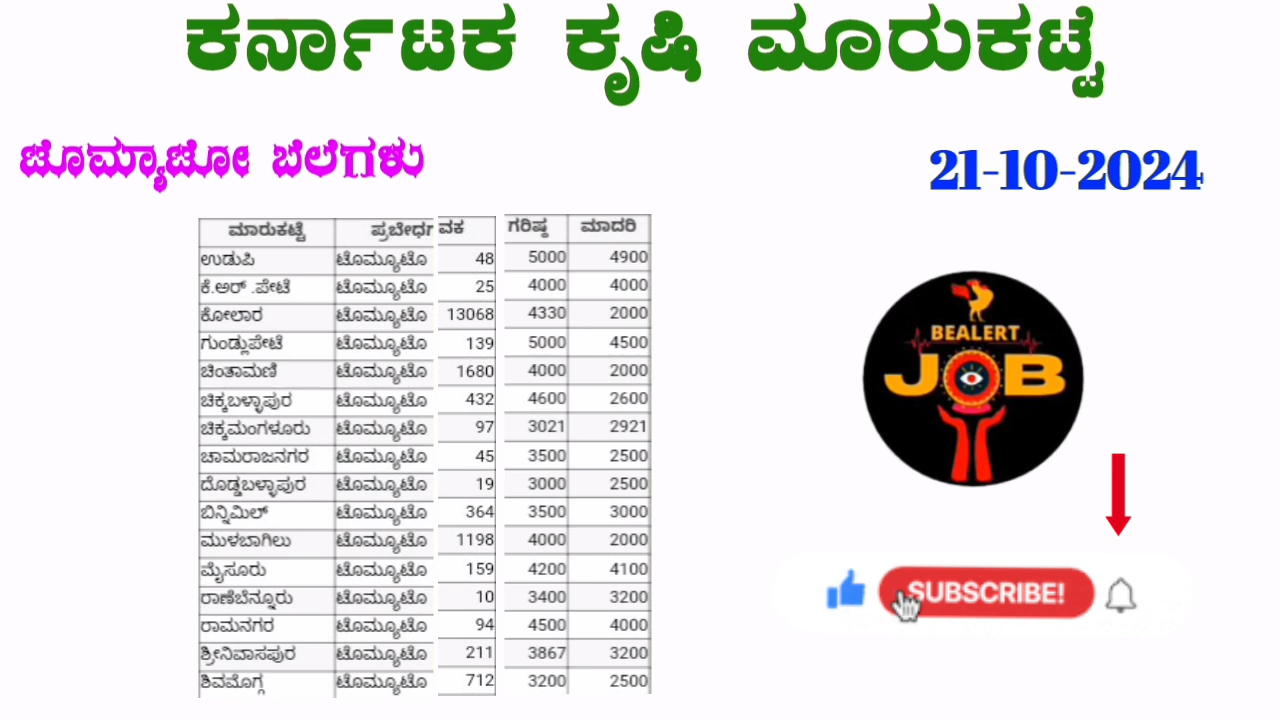 ಕರ್ನಾಟಕ ಕೃಷಿ ಮಾರುಕಟ್ಟೆ
ಟೊಮ್ಯಾಟೋ ಬೆಲೆಗಳು
21-10-2024
ಮಾರುಕಟ್ಟೆ ಪ್ರಬೇಧಗ ವಕ ಗರಿಷ್ಠ ಮಾದರಿ
ಉಡುಪಿ ಟೊಮ್ಯೂಟೊ 48 5000 4900
ಕೆ.ಅರ್ .ಪೇಟೆ ಟೊಮ್ಯೂಟೊ 25 4000 4000
ಕೋಲಾರ ಟೊಮ್ಯೂಟೊ 13068 4330 2000
ಗುಂಡ್ಲುಪೇಟೆ ಟೊಮ್ಯೂಟೊ 139 5000 4500
ಚಿಂತಾಮಣಿ ಟೊಮ್ಯೂಟೊ 1680 4000 2000
ಚಿಕ್ಕಬಳ್ಳಾಪುರ ಟೊಮ್ಯೂಟೊ 432 4600 2600
ಚಿಕ್ಕಮಂಗಳೂರು ಟೊಮ್ಯೂಟೊ 97 3021 2921
ಚಾಮರಾಜನಗರ ಟೊಮ್ಯೂಟೊ 45 3500 2500
ದೊಡ್ಡಬಳ್ಳಾಪುರ ಟೊಮ್ಯೂಟೊ 19 3000 2500
ಬಿನ್ನಿಮಿಲ್ ಟೊಮ್ಯೂಟೊ 364 3500 3000
ಮುಳಬಾಗಿಲು ಟೊಮ್ಯೂಟೊ 1198 4000 2000
ಮೈಸೂರು ಟೊಮ್ಯೂಟೊ 159 4200 4100
ರಾಣೆಬೆನ್ನೂರು ಟೊಮ್ಯೂಟೊ 10 3400 3200
ರಾಮನಗರ ಟೊಮ್ಯೂಟೊ 94 4500 4000
ಶ್ರೀನಿವಾಸಪುರ ಟೊಮ್ಯೂಟೊ 211 3867 3200
ಶಿವಮೊಗ್ಗ ಟೊಮ್ಯೂಟೊ 712 3200 2500
BEALERT
JOB
SUBSCRIBE!